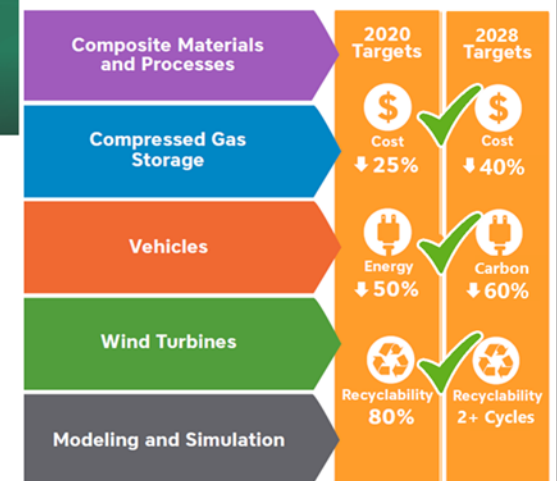 Composite Materials
and Processes
Compressed Gas
Storage
Vehicles
Wind Turbines
Modeling and Simulation
2020
Targets
$
Cost
⬇25%
Energy
⬇50%
Recyclability
80%
2028
Targets
$
Cost
⬇40%
Carbon
⬇60%
Recyclability
2+ Cycles